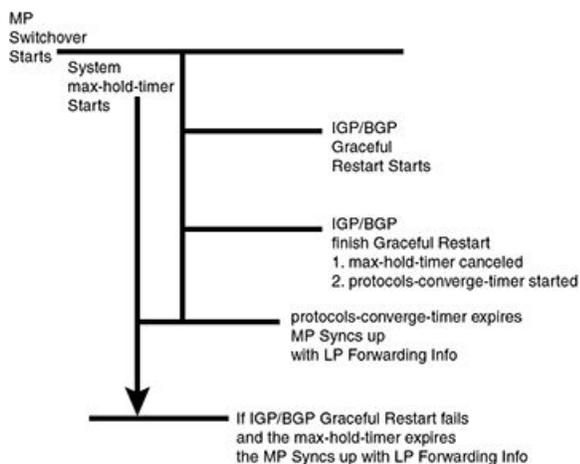 MP
Switchover
Starts
System
max-hold-timer
Starts
IGP/BGP
Graceful
Restart Starts
IGP/BGP
finish Graceful Restart
1. max-hold-timer canceled
2. protocols-converge-timer started
protocols-converge-timer expires
MP Syncs up
with LP Forwarding Info
If IGP/BGP Graceful Restart fails
and the max-hold-timer expires
the MP Syncs up with LP Forwarding Info